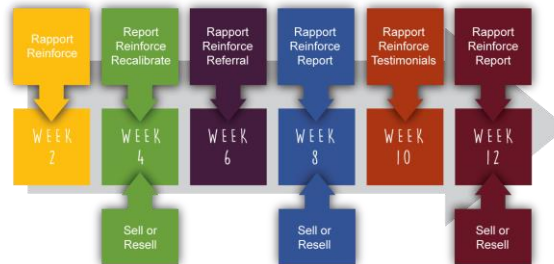 Rapport
Reinforce
Report
Reinforce
Recalibrate
Rapport
Reinforce
Referral
Rapport
Reinforce
Report
Rapport
Reinforce
Testimonials
Rapport
Reinforce
Report
WEEK
2
WEEK
4
WEEK
6
WEEK
8
WEEK
10
WEEK
12
Sell or
Resell
Sell or
Resell
Sell or
Resell